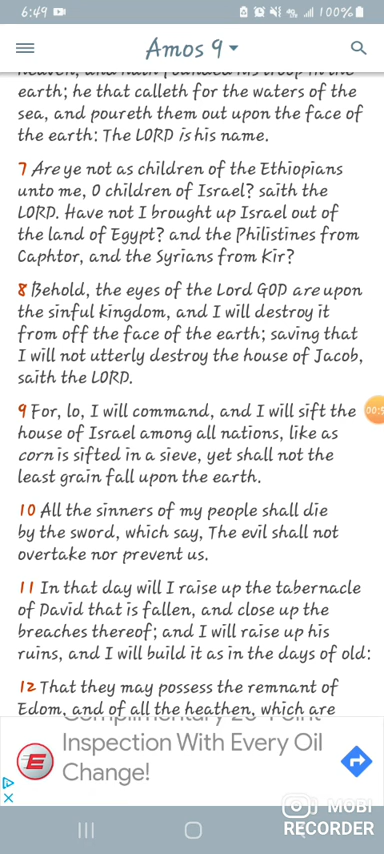 6:49
100%
Amos 9
heaven, and hath founded his troop in the
earth; he that calleth for the waters of the
sea, and poureth them out upon the face of
the earth: The LORD is his name.
7 Are ye not as children of the Ethiopians
unto me, O children of Israel? saith the
LORD. Have not I brought up Israel out of
the land of Egypt? and the Philistines from
Caphtor, and the Syrians from Kir?
8 Behold, the eyes of the Lord GOD are upon
the sinful kingdom, and I will destroy it
from off the face of the earth; saving that
I will not utterly destroy the house of Jacob,
saith the LORD.
9 For, lo, I will command, and I will sift the
house of Israel among all nations, like as
corn is sifted in a sieve, yet shall not the
least grain fall upon the earth.
10 All the sinners of my people shall die
by the sword, which say, The evil shall not
overtake nor prevent us.
11 In that day will I raise up the tabernacle
of David that is fallen, and close up the
breaches thereof; and I will raise up his
ruins, and I will build it as in the days of old:
12 That they may possess the remnant of
Edom, and of all the heathen, which are
Inspection With Every Oil
Change!
MOBI
RECORDER